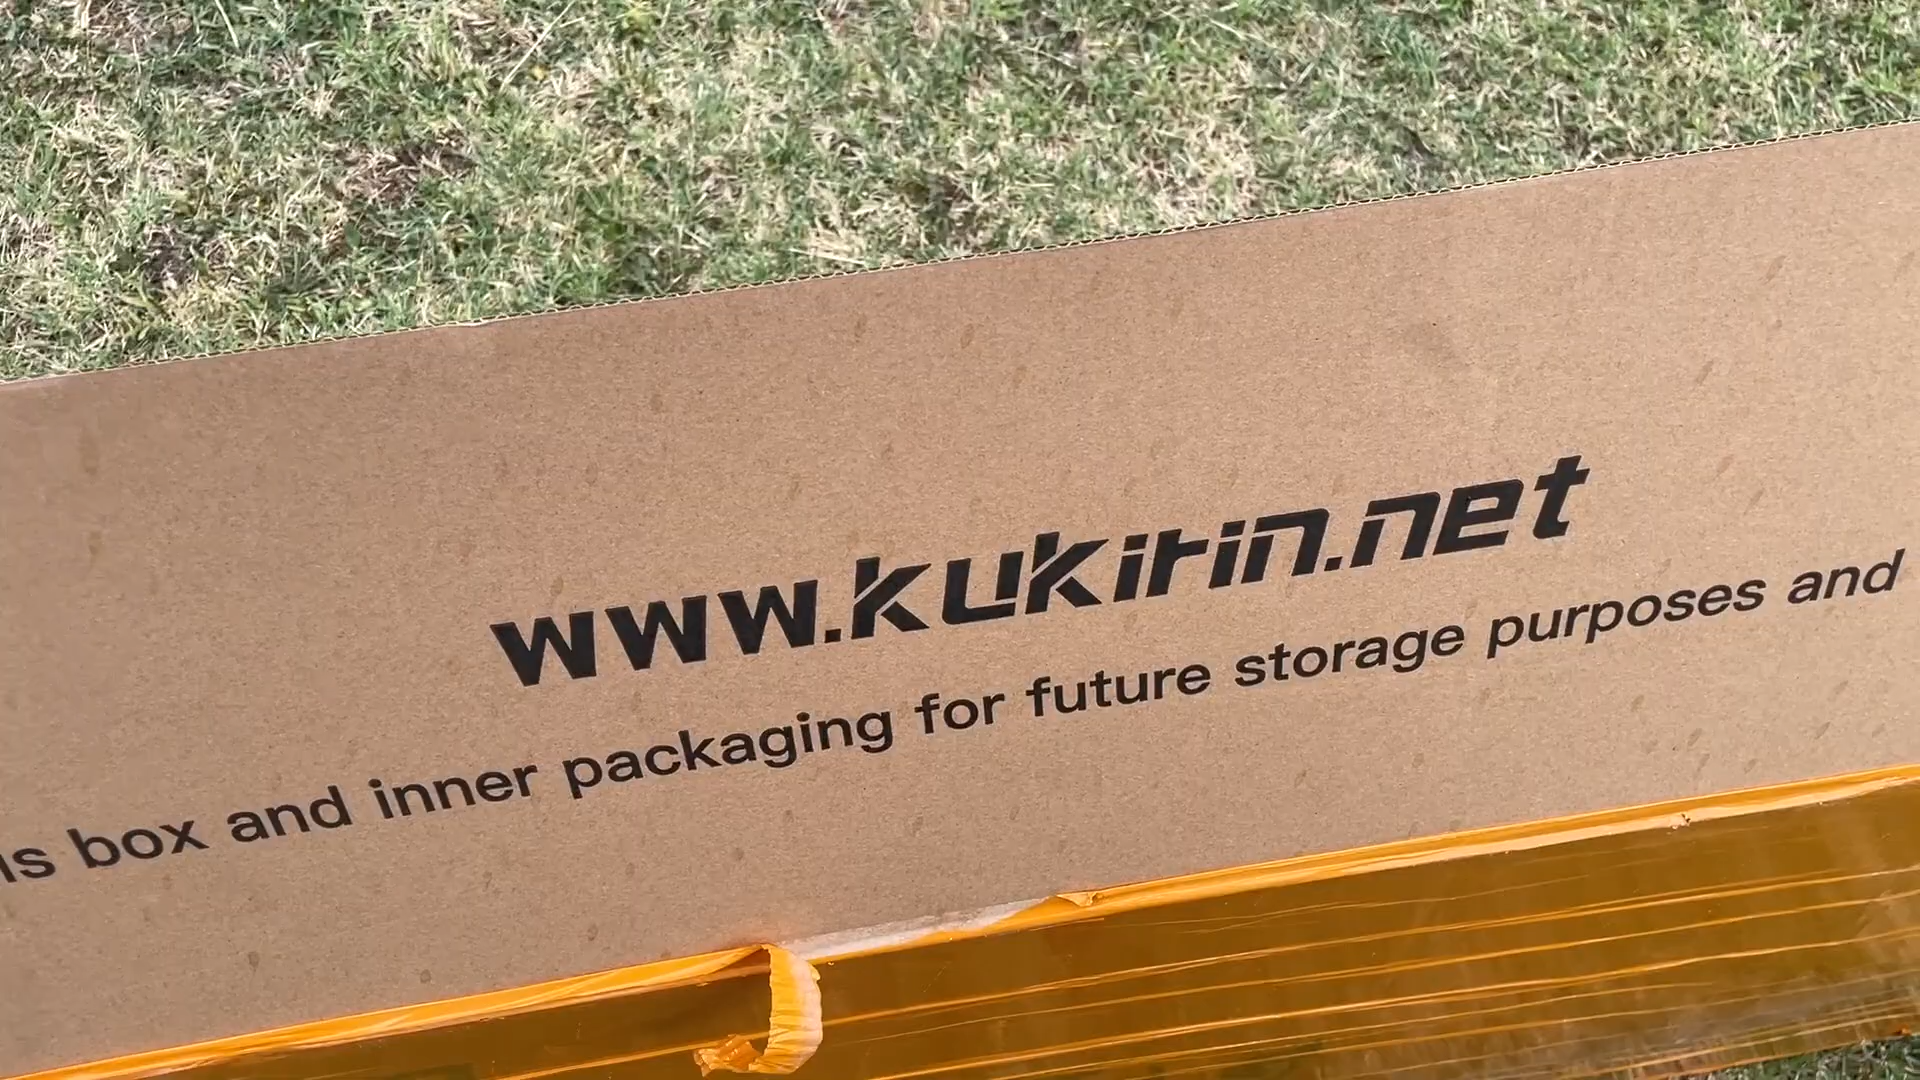 www.kukirin.net
box and inner packaging for future storage purposes and